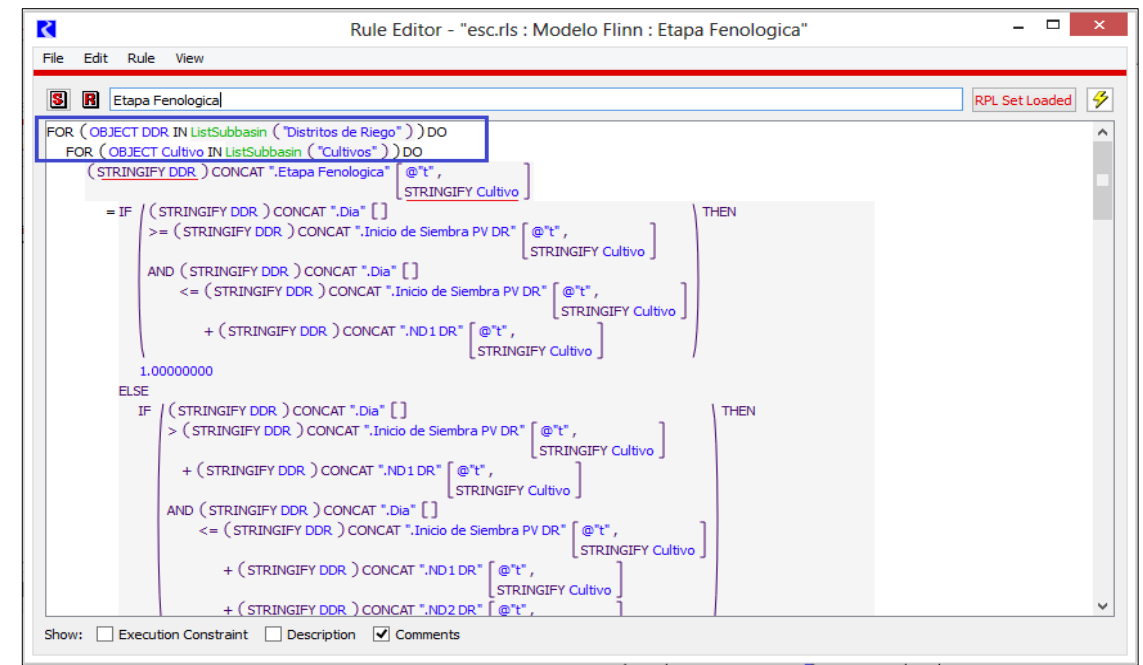 Rule Editor - "esc.rls : Modelo Flinn : Etapa Fenologica"
File Edit Rule View
S R Etapa Fenologica RPL Set Loaded
FOR ( OBJECT DDR IN ListSubbasin ( "Distritos de Riego" ) ) DO
FOR ( OBJECT Cultivo IN ListSubbasin ( "Cultivos" ) ) DO
( STRINGIFY DDR ) CONCAT ".Etapa Fenologica" [ @"t" ,
STRINGIFY Cultivo ]
= IF ( ( STRINGIFY DDR ) CONCAT ".Dia" [] ) THEN
>= ( STRINGIFY DDR ) CONCAT ".Inicio de Siembra PV DR" [ @"t" ,
STRINGIFY Cultivo ]
AND ( STRINGIFY DDR ) CONCAT ".Dia" []
<= ( STRINGIFY DDR ) CONCAT ".Inicio de Siembra PV DR" [ @"t" ,
STRINGIFY Cultivo ]
+ ( STRINGIFY DDR ) CONCAT ".ND1 DR" [ @"t" ,
STRINGIFY Cultivo ]
1.00000000
ELSE
IF ( ( STRINGIFY DDR ) CONCAT ".Dia" [] ) THEN
> ( STRINGIFY DDR ) CONCAT ".Inicio de Siembra PV DR" [ @"t" ,
STRINGIFY Cultivo ]
+ ( STRINGIFY DDR ) CONCAT ".ND1 DR" [ @"t" ,
STRINGIFY Cultivo ]
AND ( STRINGIFY DDR ) CONCAT ".Dia" []
<= ( STRINGIFY DDR ) CONCAT ".Inicio de Siembra PV DR" [ @"t" ,
STRINGIFY Cultivo ]
+ ( STRINGIFY DDR ) CONCAT ".ND1 DR" [ @"t" ,
STRINGIFY Cultivo ]
+ ( STRINGIFY DDR ) CONCAT ".ND2 DR" [ @"t" ,
Show: Execution Constraint Description Comments